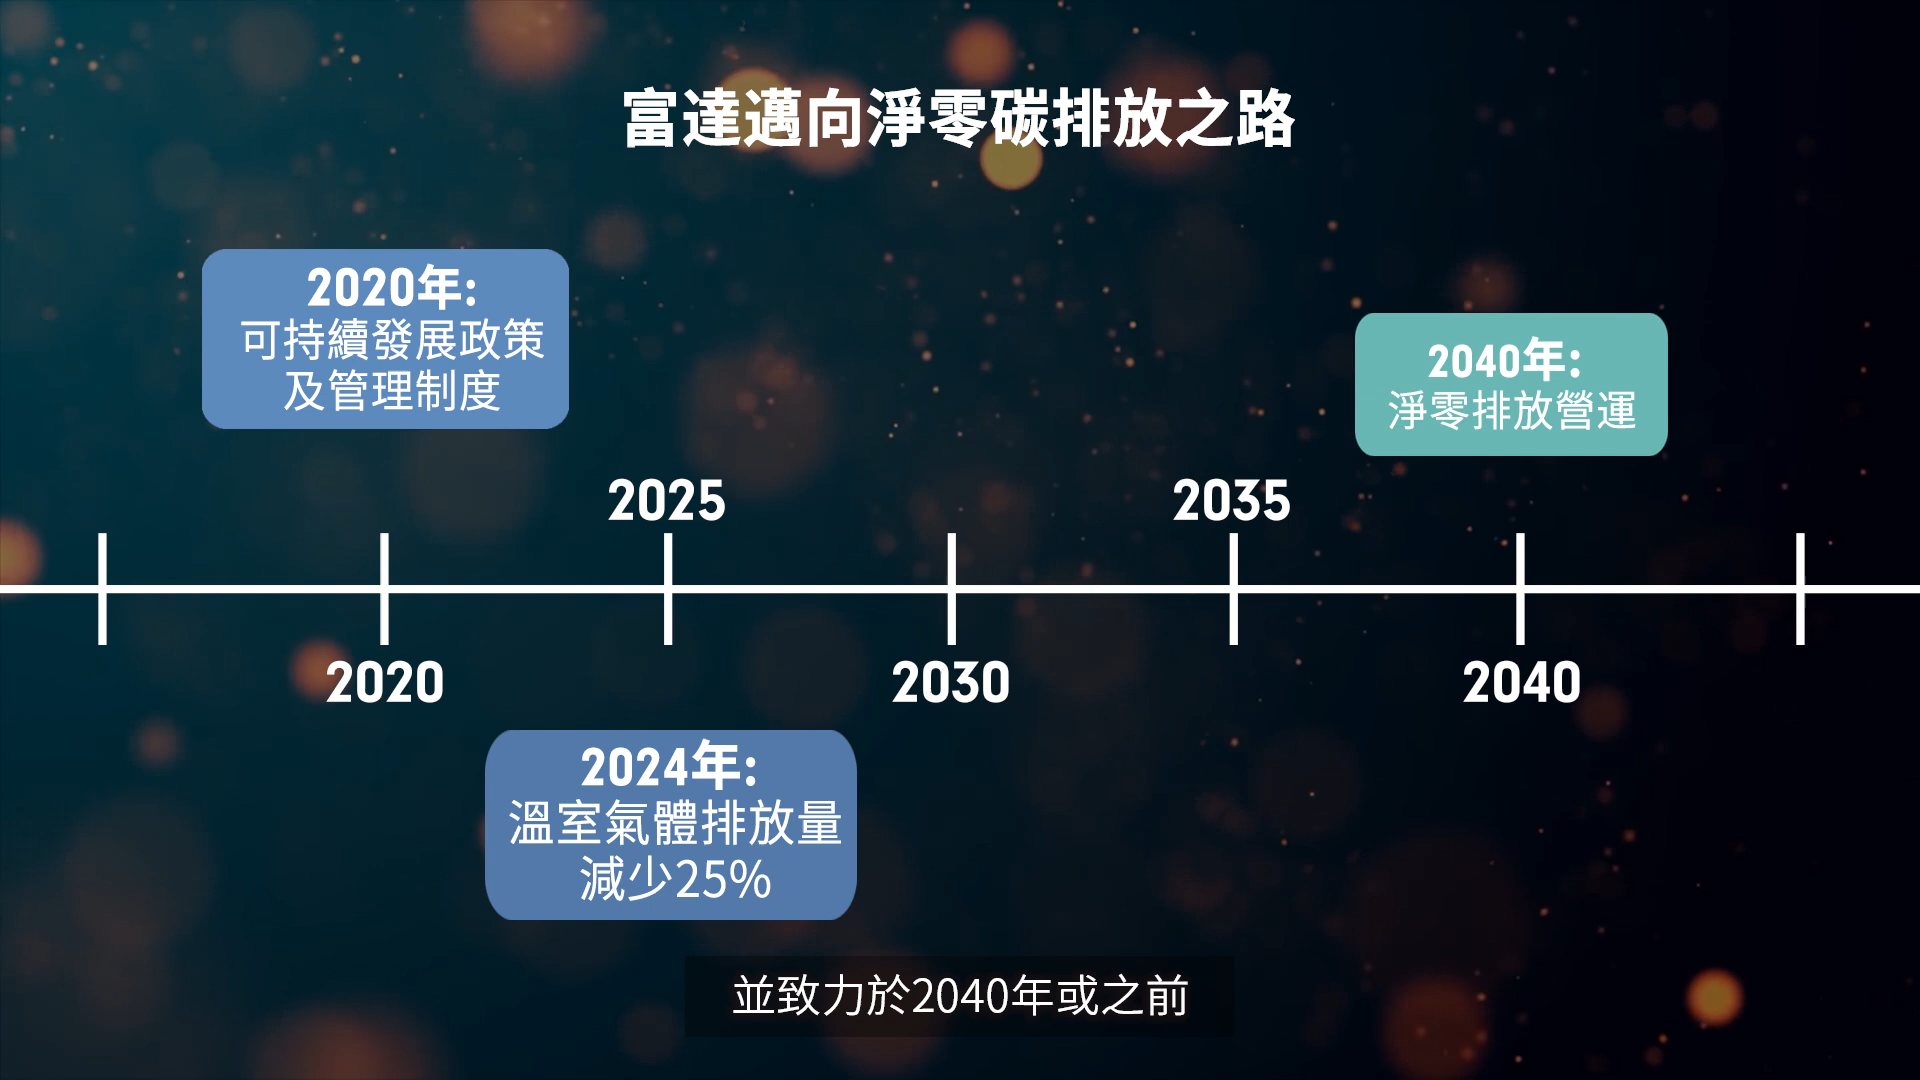 富達邁向淨零碳排放之路
2020年:
可持續發展政策
及管理制度
2040年:
淨零排放營運
2025
2035
2020
2030
2040
2024年:
溫室氣體排放量
減少25%
並致力於2040年或之前